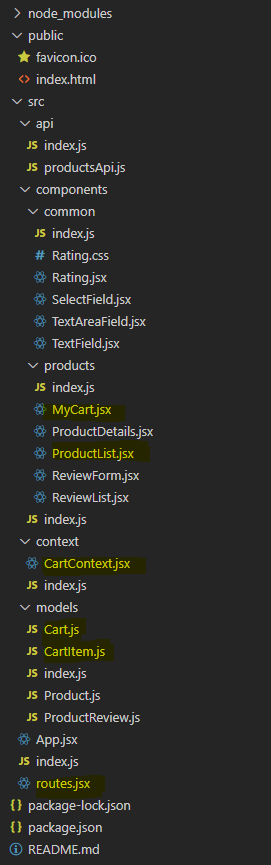 node_modules
public
favicon.ico
<> index.html
src
api
JS index.js
JS productsApi.js
components
common
JS index.js
# Rating.css
Rating.jsx
SelectField.jsx
TextAreaField.jsx
TextField.jsx
products
JS index.js
MyCart.jsx
ProductDetails.jsx
ProductList.jsx
ReviewForm.jsx
ReviewList.jsx
JS index.js
context
CartContext.jsx
JS index.js
models
JS Cart.js
JS CartItem.js
JS index.js
JS Product.js
JS ProductReview.js
App.jsx
JS index.js
routes.jsx
{} package-lock.json
{} package.json
README.md